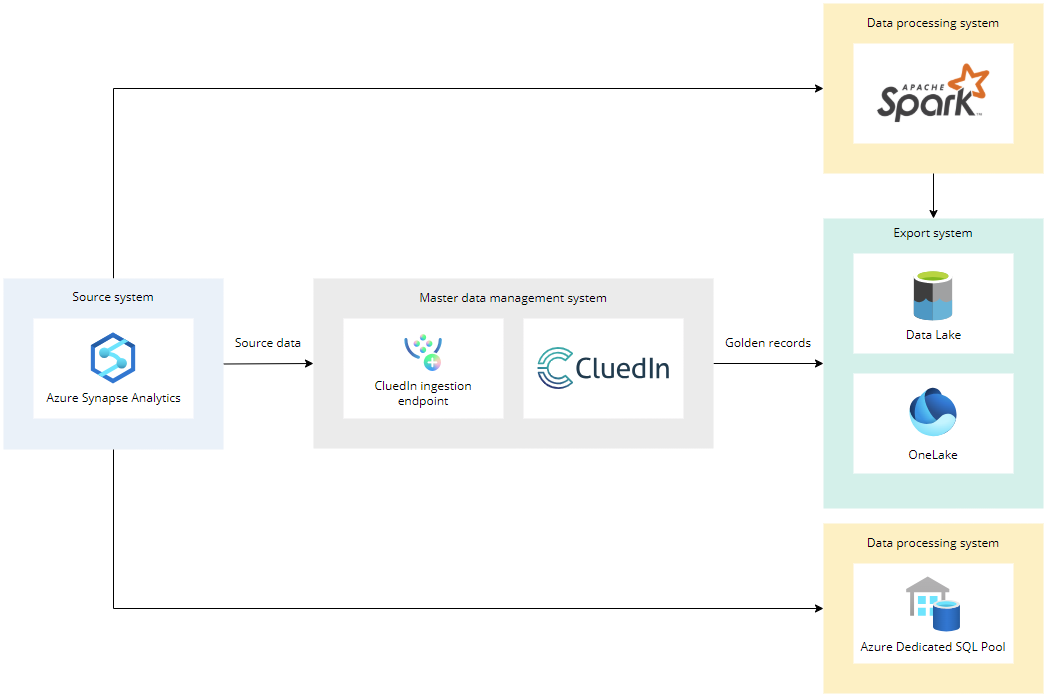 Data processing system
APACHE
Spark™
Export system
Data Lake
OneLake
Source system
Azure Synapse Analytics
Source data
Master data management system
CluedIn ingestion
endpoint
CluedIn
Golden records
Data processing system
Azure Dedicated SQL Pool